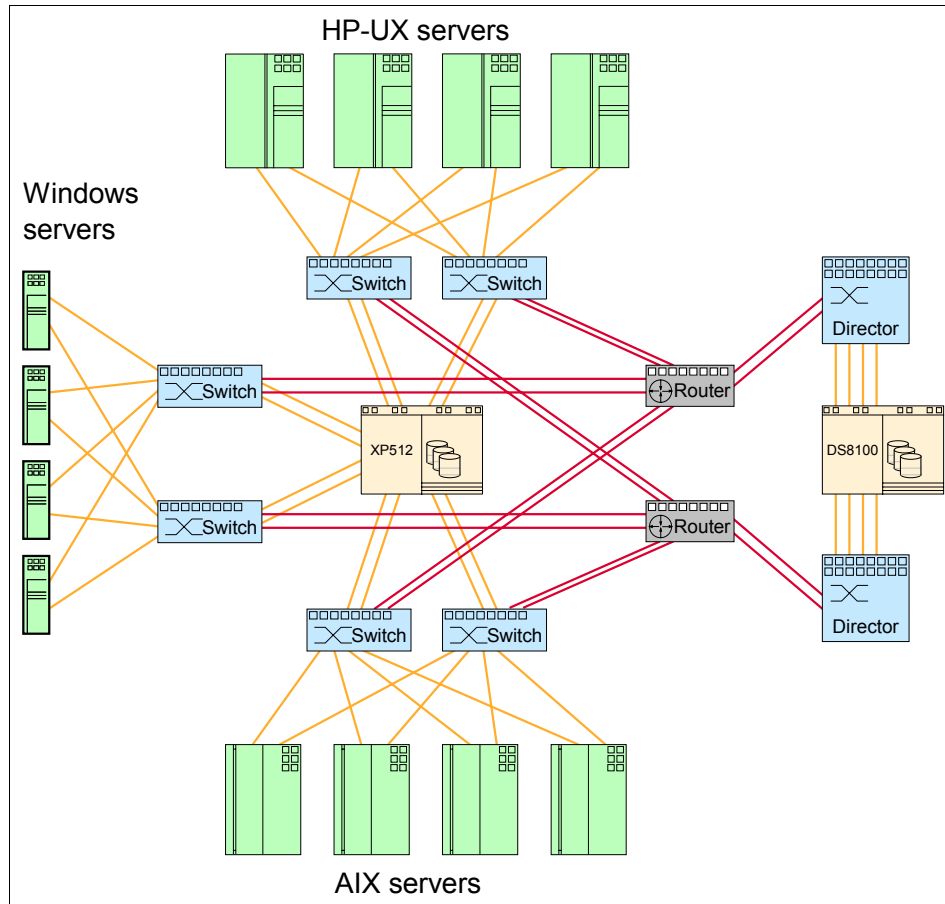 HP-UX servers
Windows
servers
Switch
Switch
Director
Switch
Router
XP512
DS8100
Switch
Router
Director
Switch
Switch
AIX servers